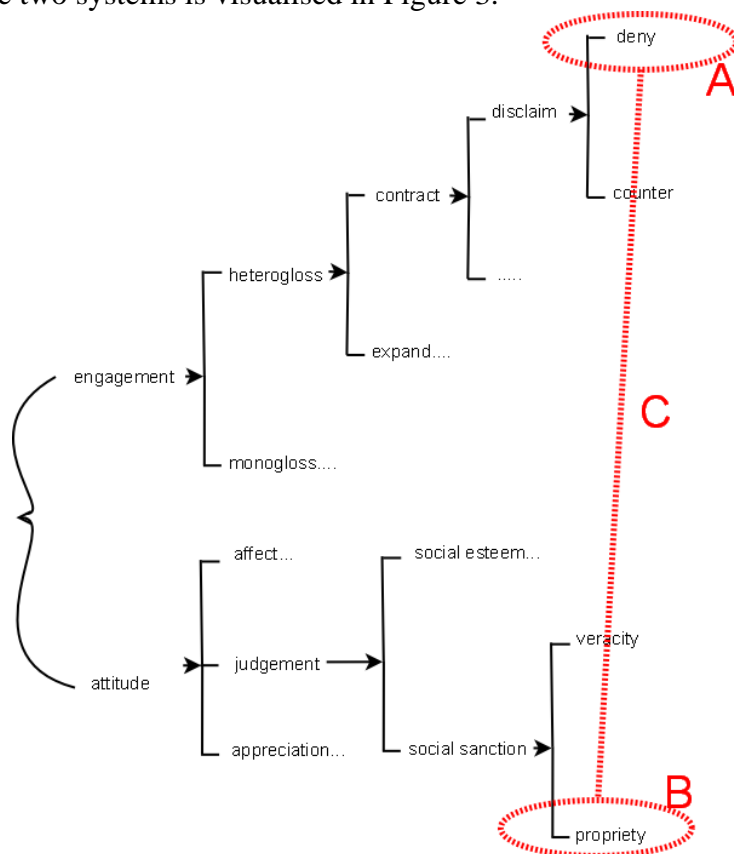 e two systems is visualised in Figure 3.
deny
A
disclaim
counter
contract
.....
heterogloss
expand....
engagement
C
monogloss....
affect...
social esteem...
veracity
judgement
attitude
appreciation...
social sanction
B
propriety